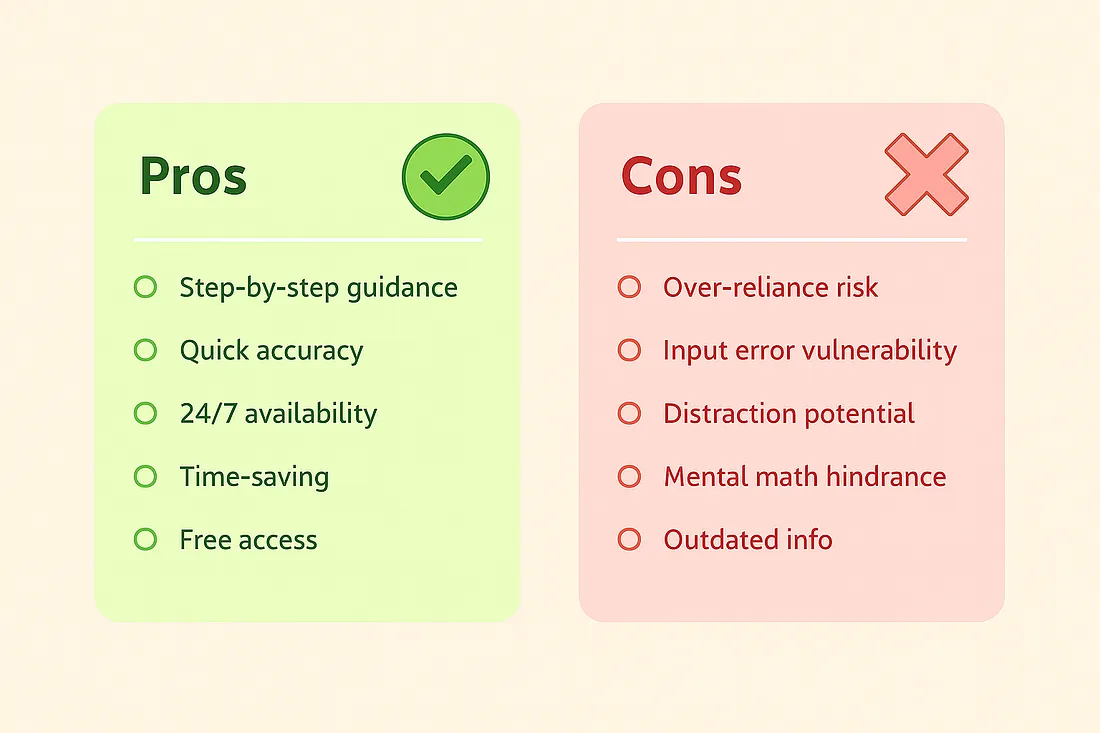 Pros
Step-by-step guidance
Quick accuracy
24/7 availability
Time-saving
Free access
Cons
Over-reliance risk
Input error vulnerability
Distraction potential
Mental math hindrance
Outdated info